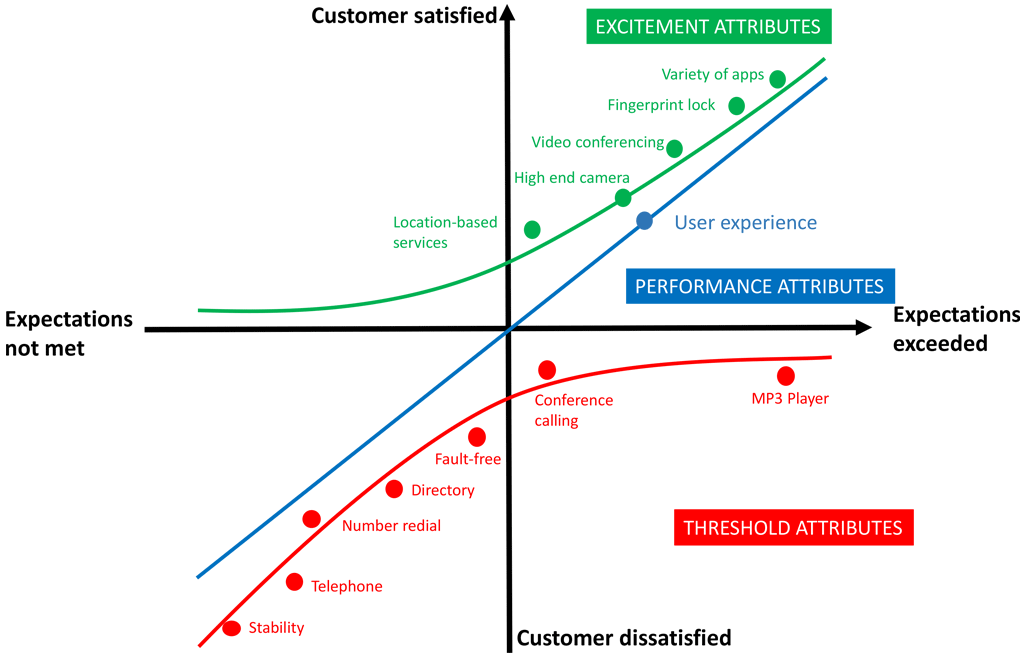 Customer satisfied
EXCITEMENT ATTRIBUTES
Variety of apps
Fingerprint lock
Video conferencing
High end camera
Location-based
services
User experience
PERFORMANCE ATTRIBUTES
Expectations
not met
Expectations
exceeded
Conference
calling
MP3 Player
Fault-free
Directory
Number redial
THRESHOLD ATTRIBUTES
Telephone
Stability
Customer dissatisfied